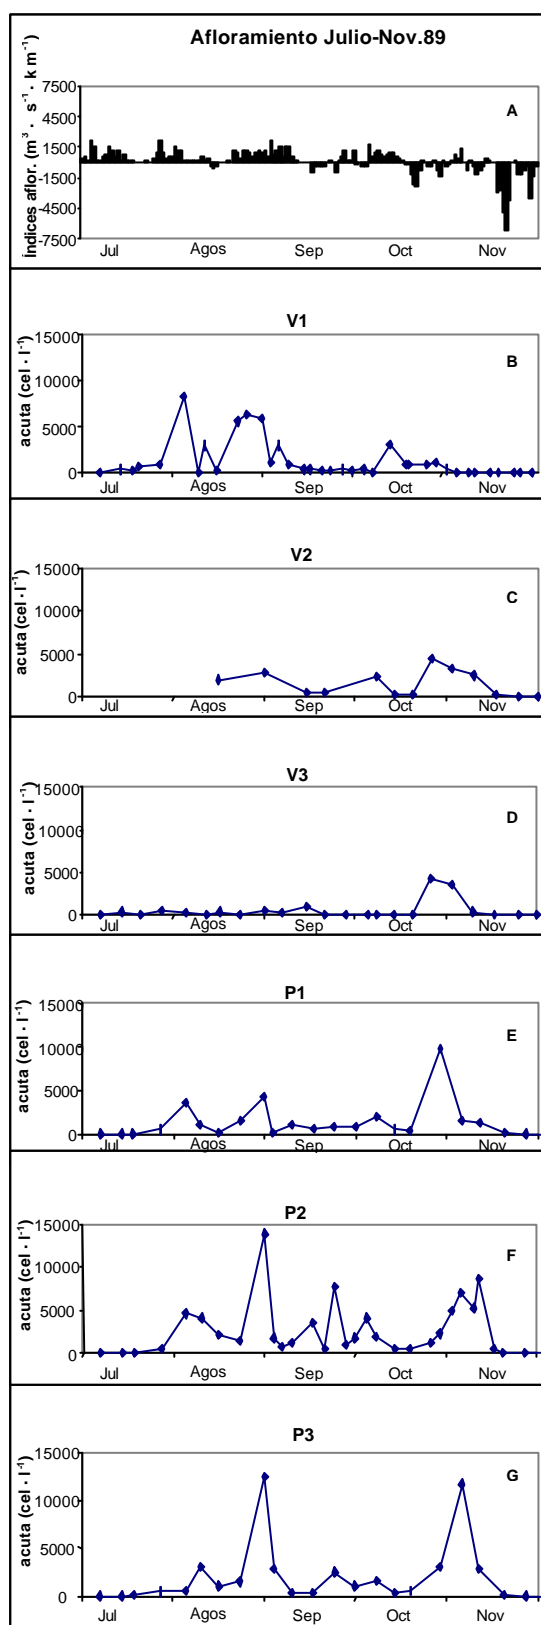 Afloramiento Julio-Nov.89
Índices aflor. (m³ · s⁻¹ · km⁻¹)
7500
4500
1500
-1500
-4500
-7500
A
Jul Agos Sep Oct Nov
V1
acuta (cel · l⁻¹)
15000
10000
5000
0
B
Jul Agos Sep Oct Nov
V2
acuta (cel · l⁻¹)
15000
10000
5000
0
C
Jul Agos Sep Oct Nov
V3
acuta (cel · l⁻¹)
15000
10000
5000
0
D
Jul Agos Sep Oct Nov
P1
acuta (cel · l⁻¹)
15000
10000
5000
0
E
Jul Agos Sep Oct Nov
P2
acuta (cel · l⁻¹)
15000
10000
5000
0
F
Jul Agos Sep Oct Nov
P3
acuta (cel · l⁻¹)
15000
10000
5000
0
G
Jul Agos Sep Oct Nov